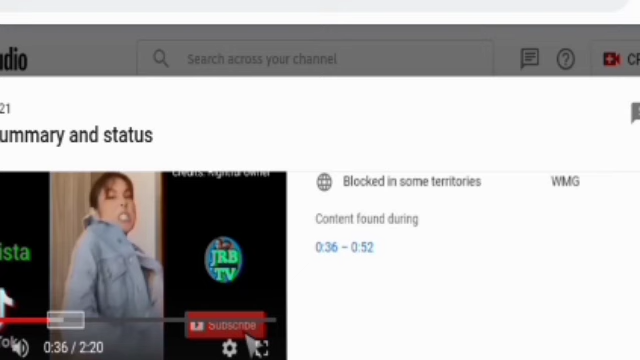 udio
Search across your channel
CR
21
ummary and status
Credits: Rightful owner
Blocked in some territories
WMG
Content found during
0:36 – 0:52
ista
JRB
TV
Subscribe
Tok
0:36 / 2:20